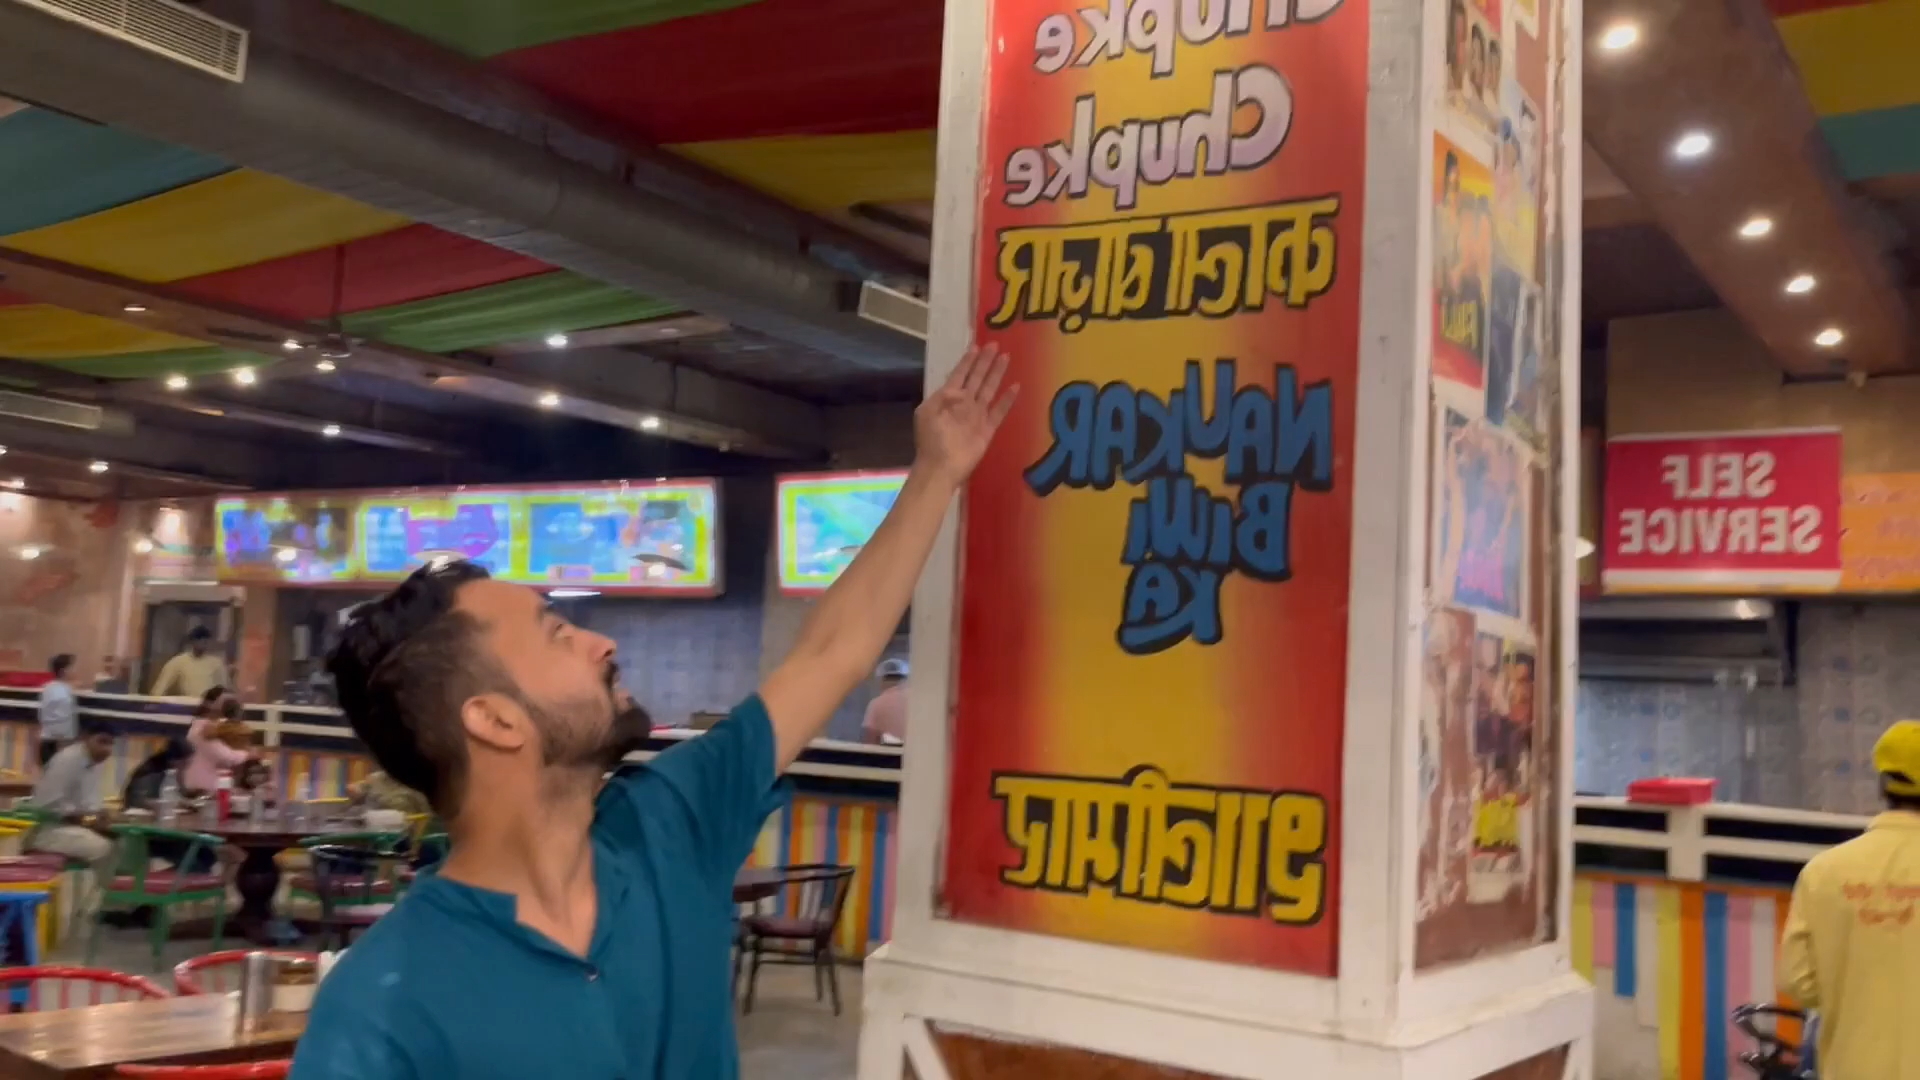 Chupke
Chupke
काला बाज़ार
NAUKAR
BIWI
KA
शालीमार
SELF
SERVICE